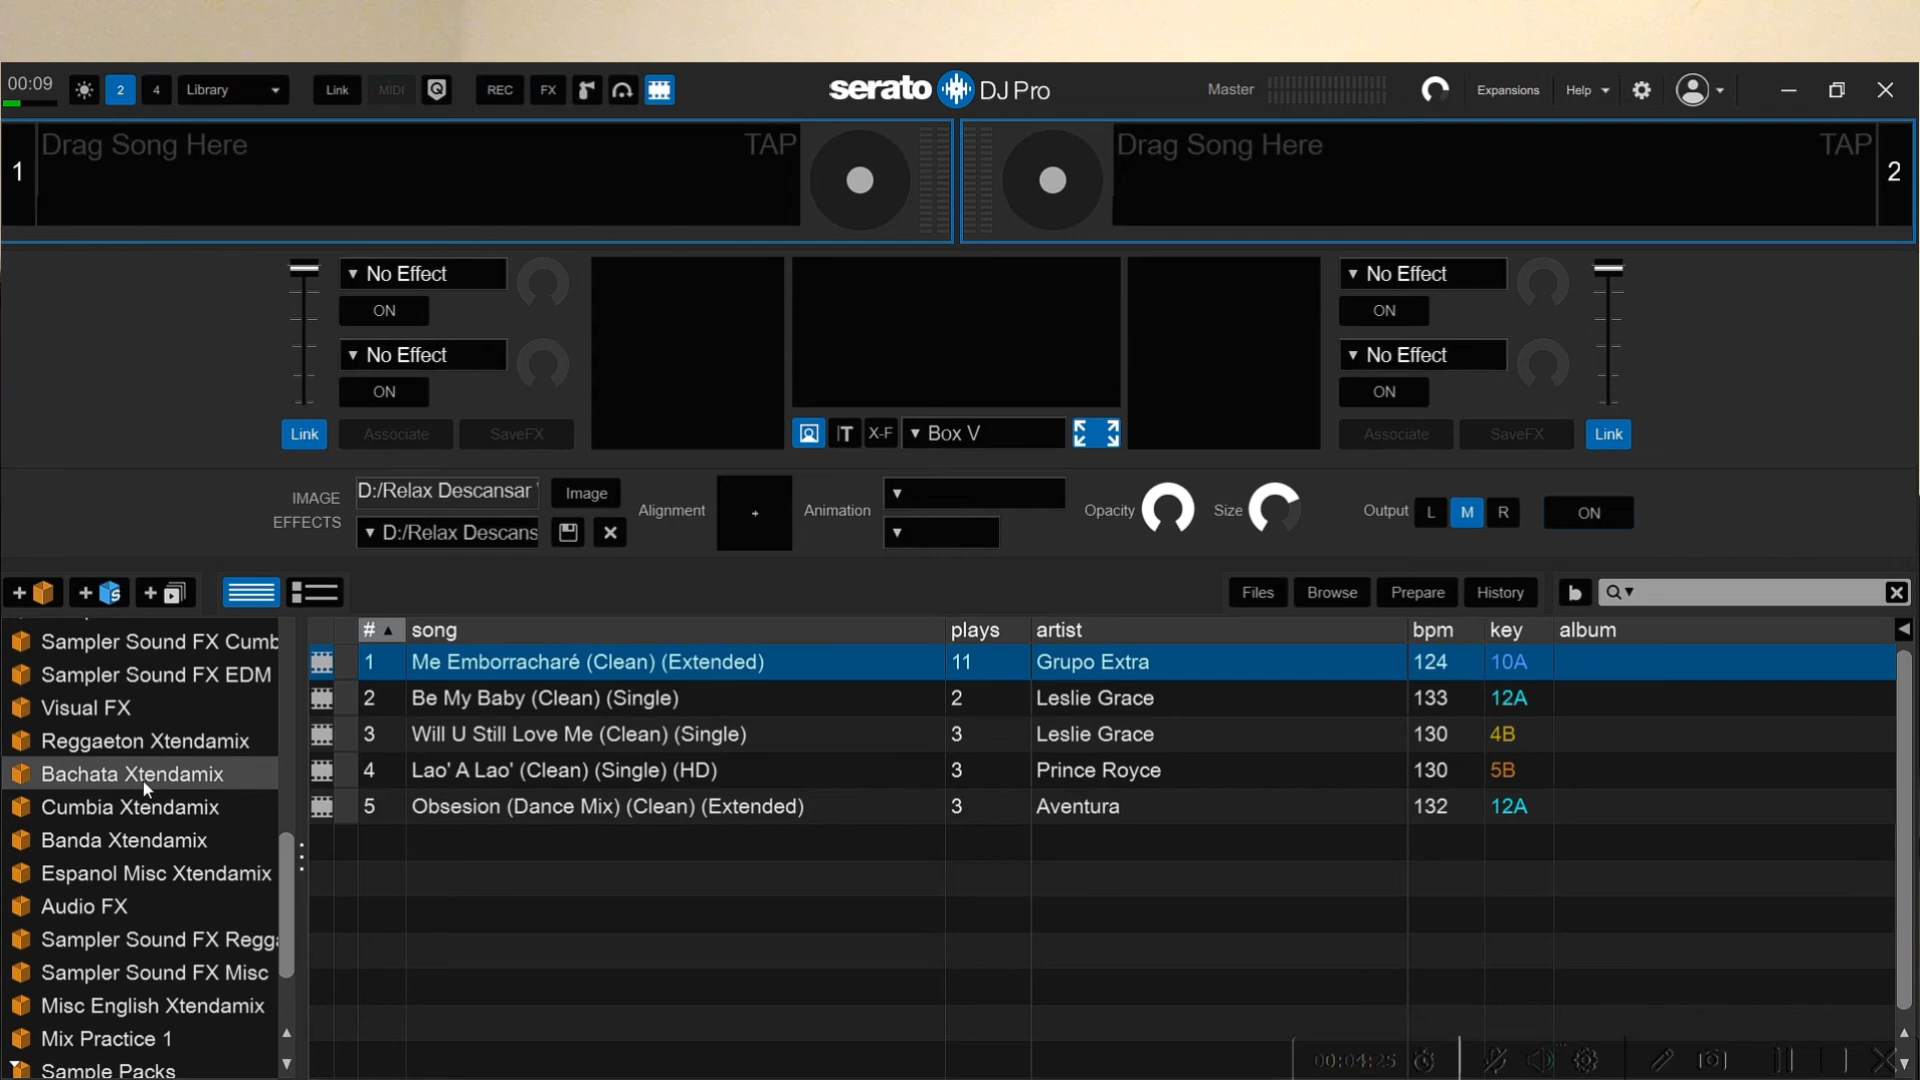 00:09 2 4 Library Link MIDI REC FX serato DJ Pro Master Expansions Help
1 Drag Song Here TAP Drag Song Here TAP 2
No Effect No Effect
ON ON
No Effect No Effect
ON ON
Link Associate SaveFX T X-F Box V Associate SaveFX Link
IMAGE EFFECTS D:/Relax Descansar Image Alignment Animation Opacity Size Output L M R ON
D:/Relax Descans
Files Browse Prepare History
# song plays artist bpm key album
1 Me Emborracharé (Clean) (Extended) 11 Grupo Extra 124 10A
2 Be My Baby (Clean) (Single) 2 Leslie Grace 133 12A
3 Will U Still Love Me (Clean) (Single) 3 Leslie Grace 130 4B
4 Lao' A Lao' (Clean) (Single) (HD) 3 Prince Royce 130 5B
5 Obsesion (Dance Mix) (Clean) (Extended) 3 Aventura 132 12A
Sampler Sound FX Cumb
Sampler Sound FX EDM
Visual FX
Reggaeton Xtendamix
Bachata Xtendamix
Cumbia Xtendamix
Banda Xtendamix
Espanol Misc Xtendamix
Audio FX
Sampler Sound FX Regga
Sampler Sound FX Misc
Misc English Xtendamix
Mix Practice 1
Sample Packs
00:04:25